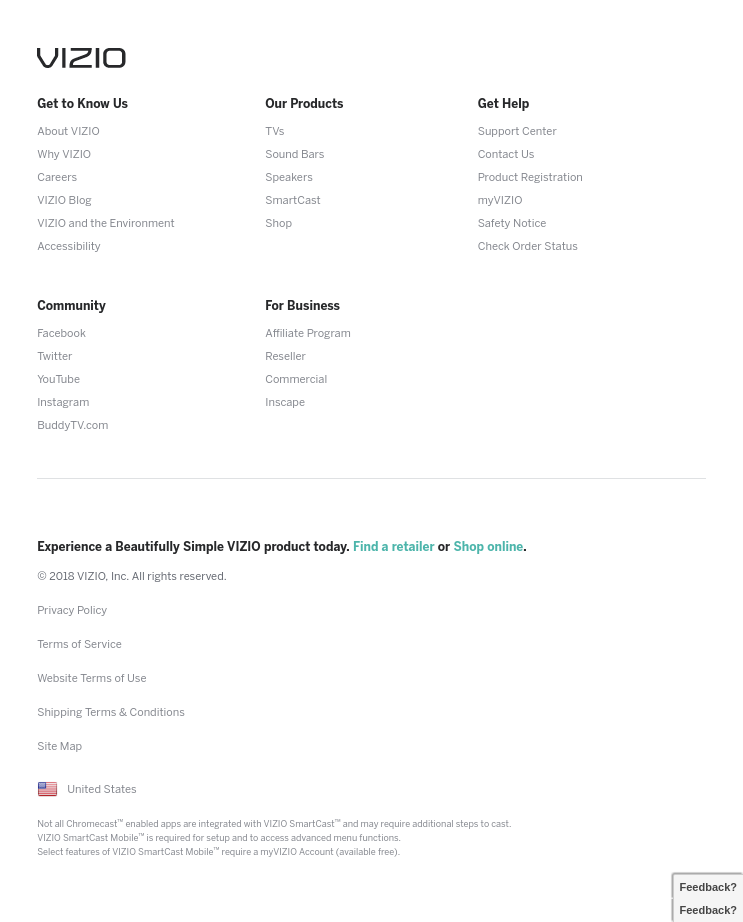 VIZIO
Get to Know Us
About VIZIO
Why VIZIO
Careers
VIZIO Blog
VIZIO and the Environment
Accessibility
Our Products
TVs
Sound Bars
Speakers
SmartCast
Shop
Get Help
Support Center
Contact Us
Product Registration
myVIZIO
Safety Notice
Check Order Status
Community
Facebook
Twitter
YouTube
Instagram
BuddyTV.com
For Business
Affiliate Program
Reseller
Commercial
Inscape
Experience a Beautifully Simple VIZIO product today. Find a retailer or Shop online.
© 2018 VIZIO, Inc. All rights reserved.
Privacy Policy
Terms of Service
Website Terms of Use
Shipping Terms & Conditions
Site Map
United States
Not all Chromecast™ enabled apps are integrated with VIZIO SmartCast™ and may require additional steps to cast.
VIZIO SmartCast Mobile™ is required for setup and to access advanced menu functions.
Select features of VIZIO SmartCast Mobile™ require a myVIZIO Account (available free).
Feedback?
Feedback?